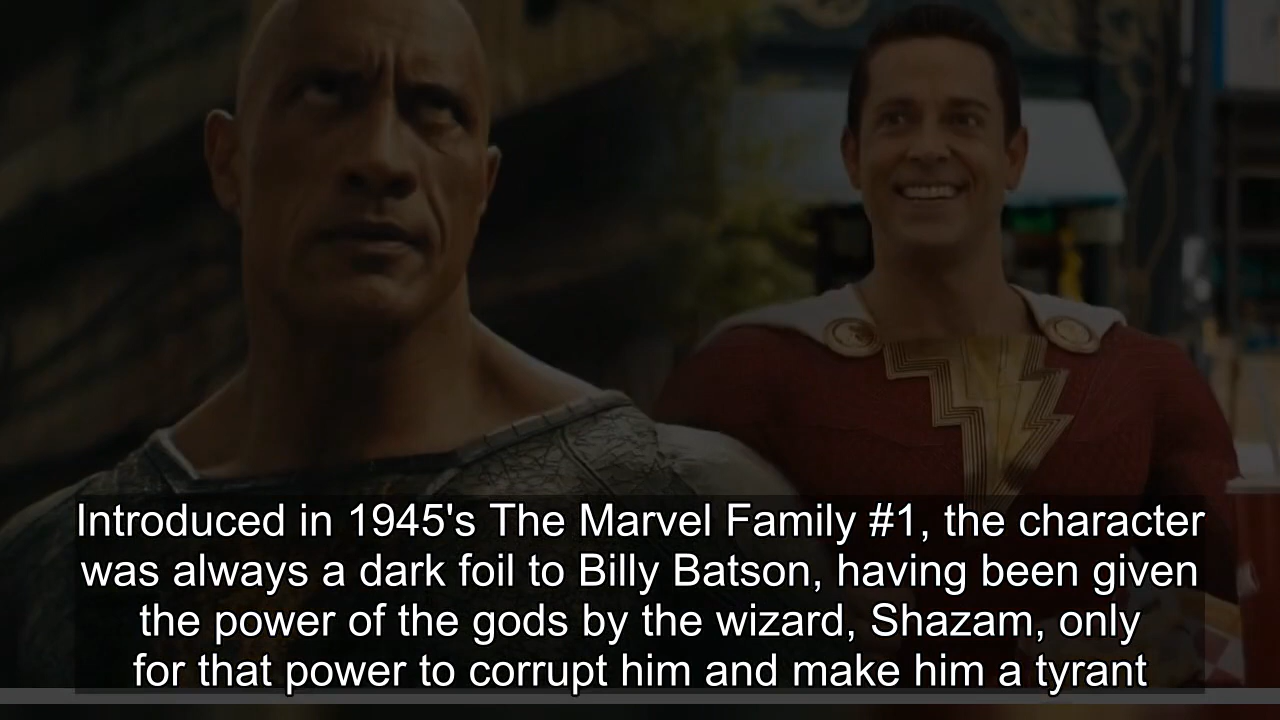 Introduced in 1945's The Marvel Family #1, the character
was always a dark foil to Billy Batson, having been given
the power of the gods by the wizard, Shazam, only
for that power to corrupt him and make him a tyrant